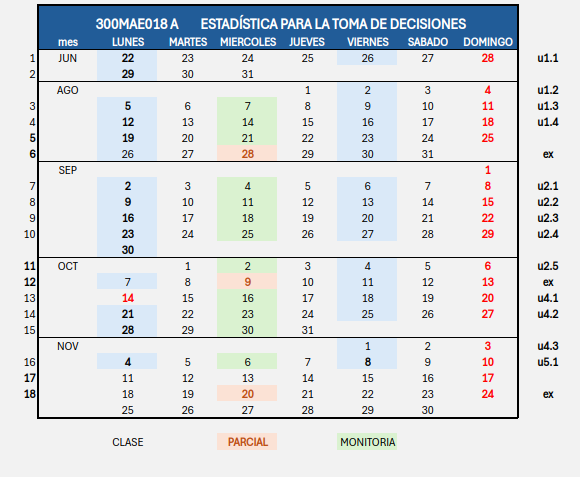 300MAE018 A ESTADÍSTICA PARA LA TOMA DE DECISIONES
mes LUNES MARTES MIERCOLES JUEVES VIERNES SABADO DOMINGO
1 JUN 22 23 24 25 26 27 28 u1.1
2 29 30 31
AGO 1 2 3 4 u1.2
3 5 6 7 8 9 10 11 u1.3
4 12 13 14 15 16 17 18 u1.4
5 19 20 21 22 23 24 25
6 26 27 28 29 30 31 ex
SEP 1
7 2 3 4 5 6 7 8 u2.1
8 9 10 11 12 13 14 15 u2.2
9 16 17 18 19 20 21 22 u2.3
10 23 24 25 26 27 28 29 u2.4
30
11 OCT 1 2 3 4 5 6 u2.5
12 7 8 9 10 11 12 13 ex
13 14 15 16 17 18 19 20 u4.1
14 21 22 23 24 25 26 27 u4.2
15 28 29 30 31
NOV 1 2 3 u4.3
16 4 5 6 7 8 9 10 u5.1
17 11 12 13 14 15 16 17
18 18 19 20 21 22 23 24 ex
25 26 27 28 29 30
CLASE PARCIAL MONITORIA